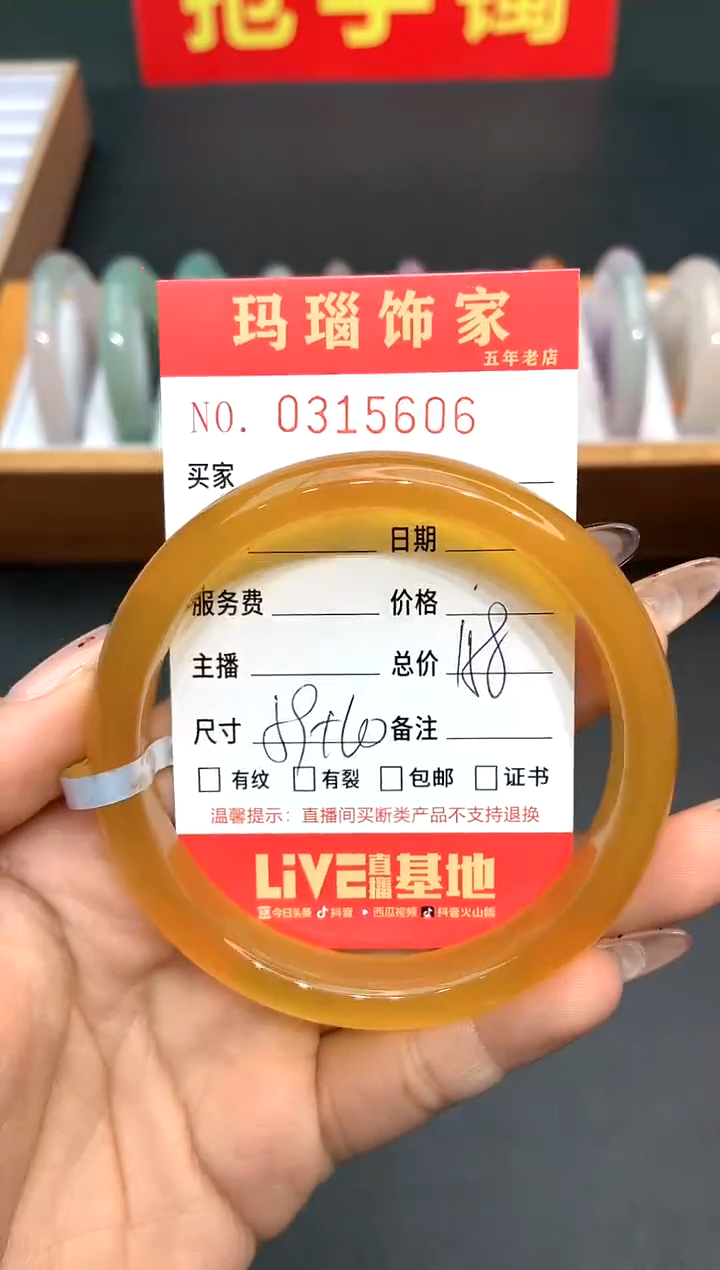 抢手镯
玛瑙饰家
五年老店
NO. 0315606
买家
日期
服务费 价格
主播 总价 188
尺寸 备注
有纹 有裂 包邮 证书
温馨提示：直播间买断类产品不支持退换
LiVE直播基地
今日头条 抖音 西瓜视频 抖音火山版